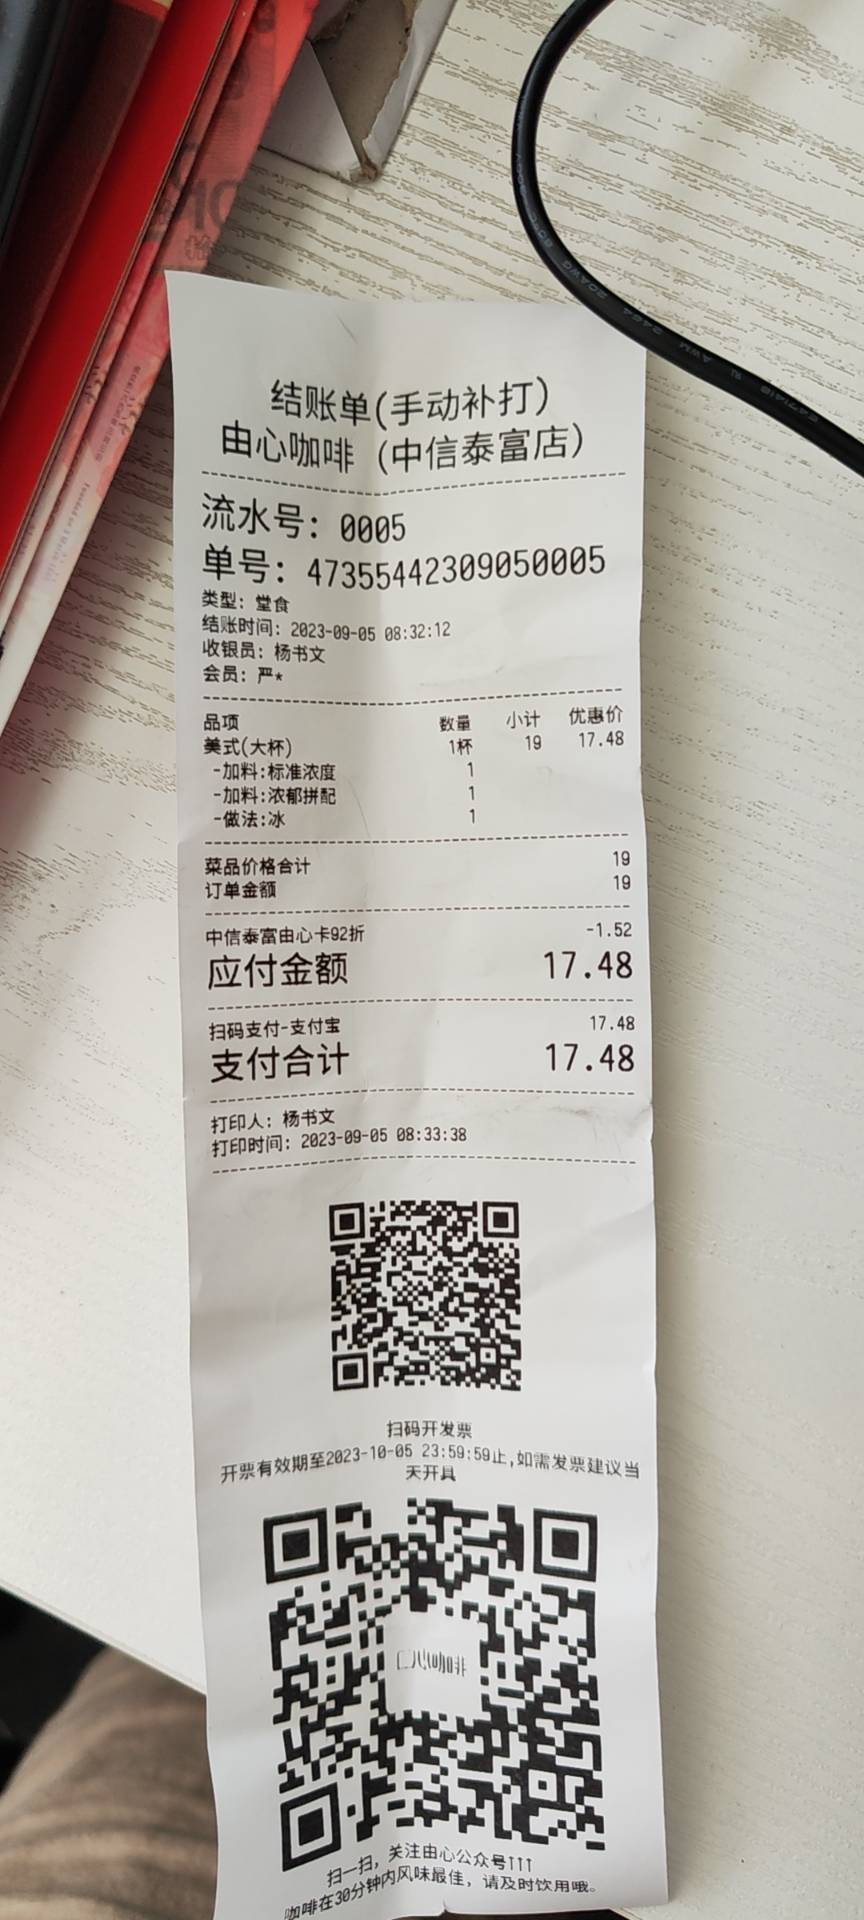 结账单(手动补打)
由心咖啡 (中信泰富店)
流水号: 0005
单号: 47355442309050005
类型: 堂食
结账时间: 2023-09-05 08:32:12
收银员: 杨书文
会员: 严*
品项 数量 小计 优惠价
美式(大杯) 1杯 19 17.48
-加料:标准浓度 1
-加料:浓郁拼配 1
-做法:冰 1
菜品价格合计 19
订单金额 19
中信泰富由心卡92折 -1.52
应付金额 17.48
扫码支付-支付宝 17.48
支付合计 17.48
打印人: 杨书文
打印时间: 2023-09-05 08:33:38
扫码开发票
开票有效期至2023-10-05 23:59:59止,如需发票建议当
天开具
心咖啡
扫一扫, 关注由心公众号↑↑↑
咖啡在30分钟内风味最佳, 请及时饮用哦。